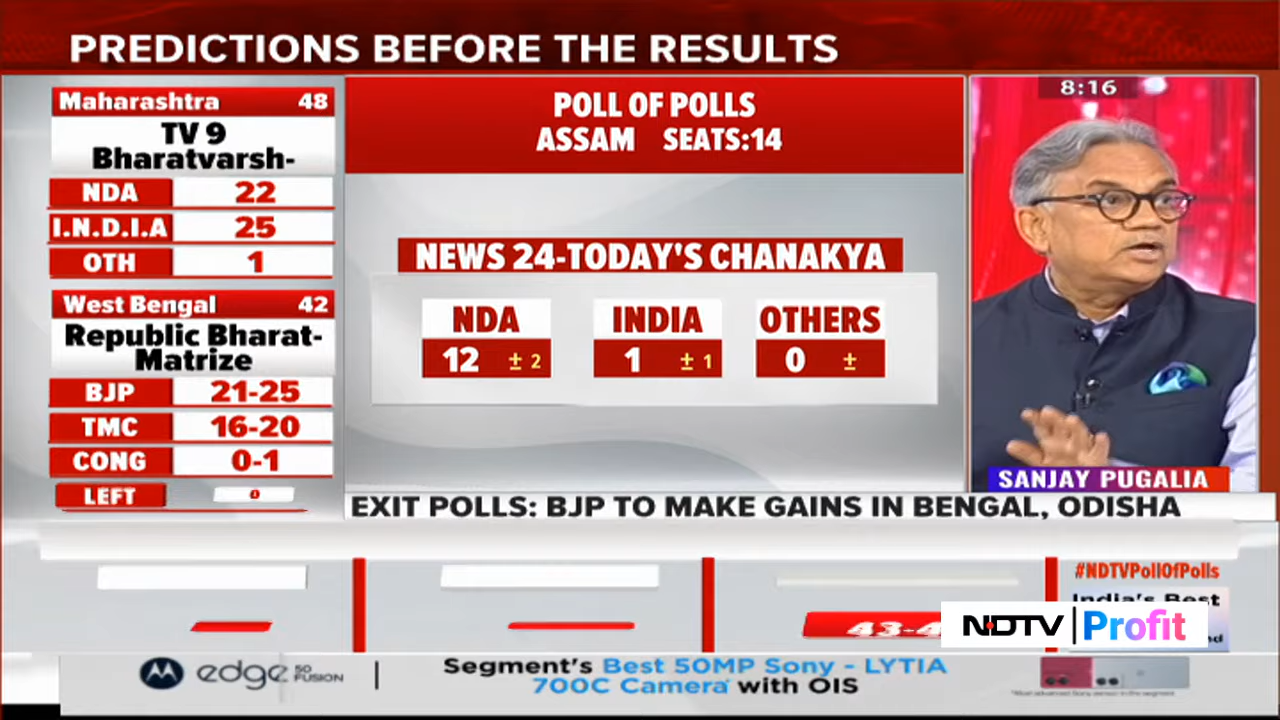 PREDICTIONS BEFORE THE RESULTS
Maharashtra 48
TV 9
Bharatvarsh-
NDA 22
I.N.D.I.A 25
OTH 1
West Bengal 42
Republic Bharat-
Matrize
BJP 21-25
TMC 16-20
CONG 0-1
LEFT 0
POLL OF POLLS
ASSAM SEATS:14
NEWS 24-TODAY'S CHANAKYA
NDA INDIA OTHERS
12 ± 2 1 ± 1 0 ±
8:16
SANJAY PUGALIA
EXIT POLLS: BJP TO MAKE GAINS IN BENGAL, ODISHA
#NDTVPollOfPolls
India's Best
NDTV Profit
edge 50 FUSION
Segment's Best 50MP Sony - LYTIA
700C Camera with OIS